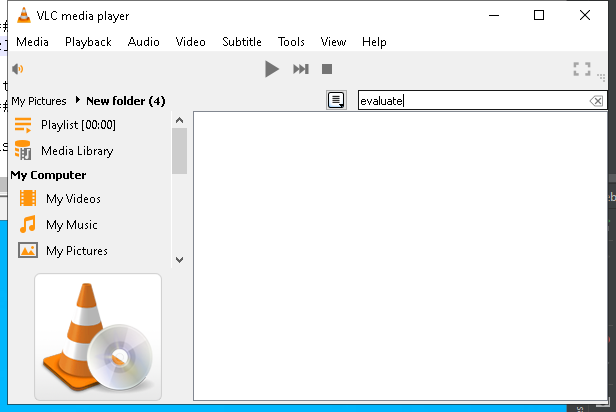 VLC media player
Media Playback Audio Video Subtitle Tools View Help
My Pictures New folder (4)
evaluate
Playlist [00:00]
Media Library
My Computer
My Videos
My Music
My Pictures